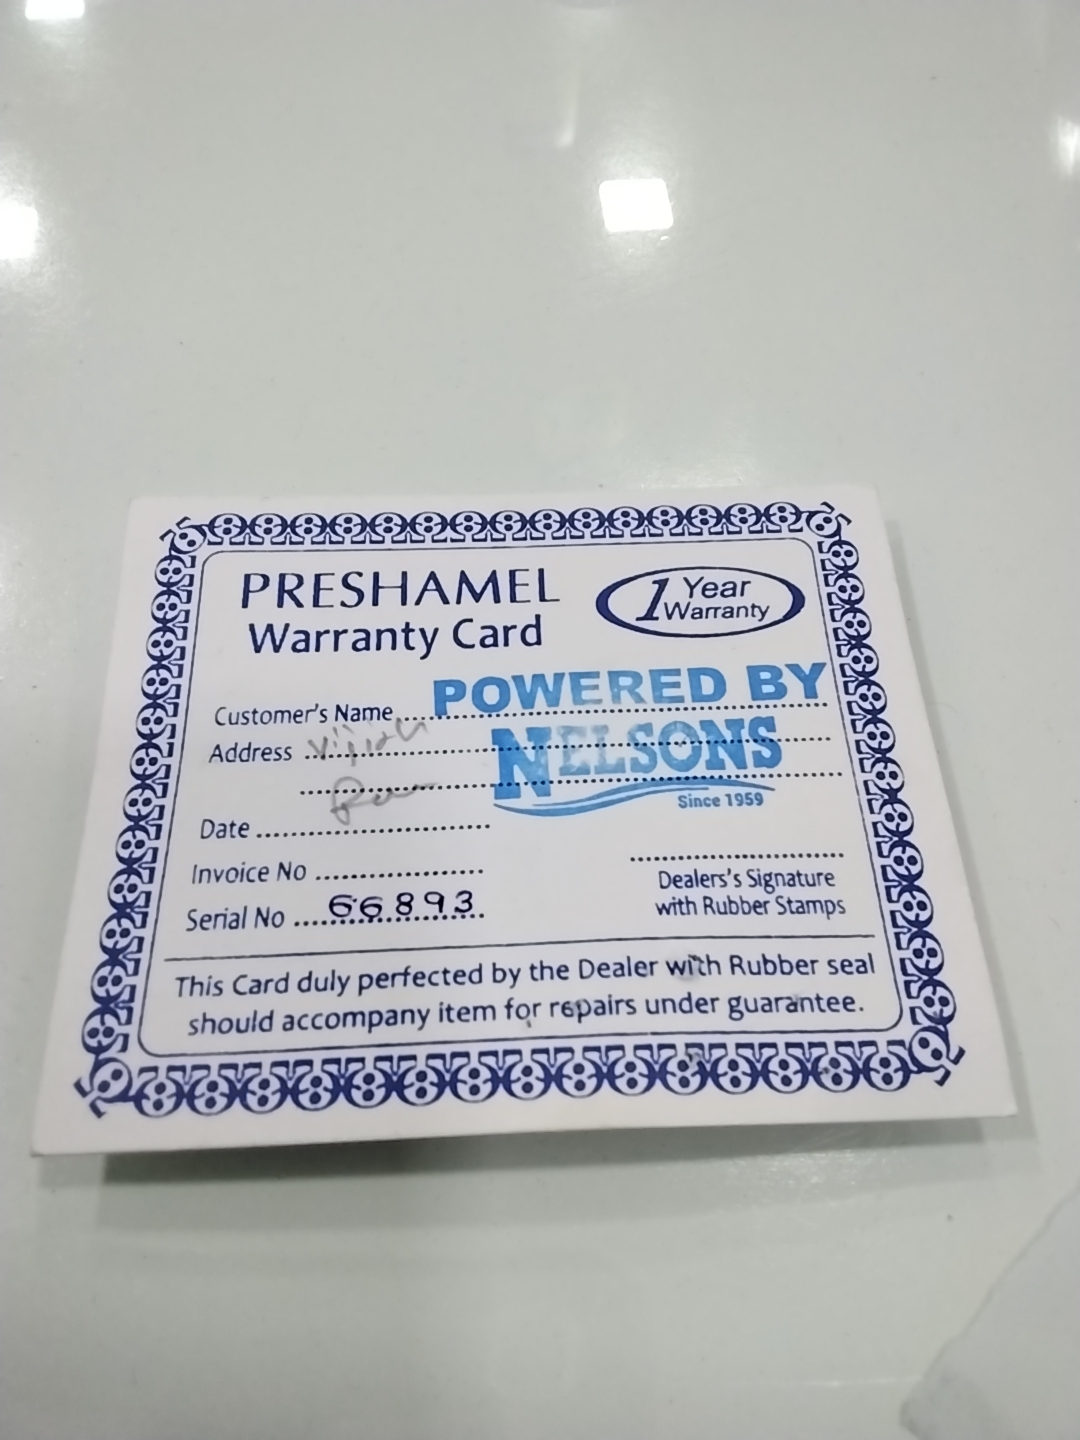 PRESHAMEL
Warranty Card
1 Year Warranty
Customer's Name
POWERED BY
Address
NELSONS
Since 1959
Date
Invoice No
Serial No 66893
Dealers's Signature
with Rubber Stamps
This Card duly perfected by the Dealer with Rubber seal
should accompany item for repairs under guarantee.